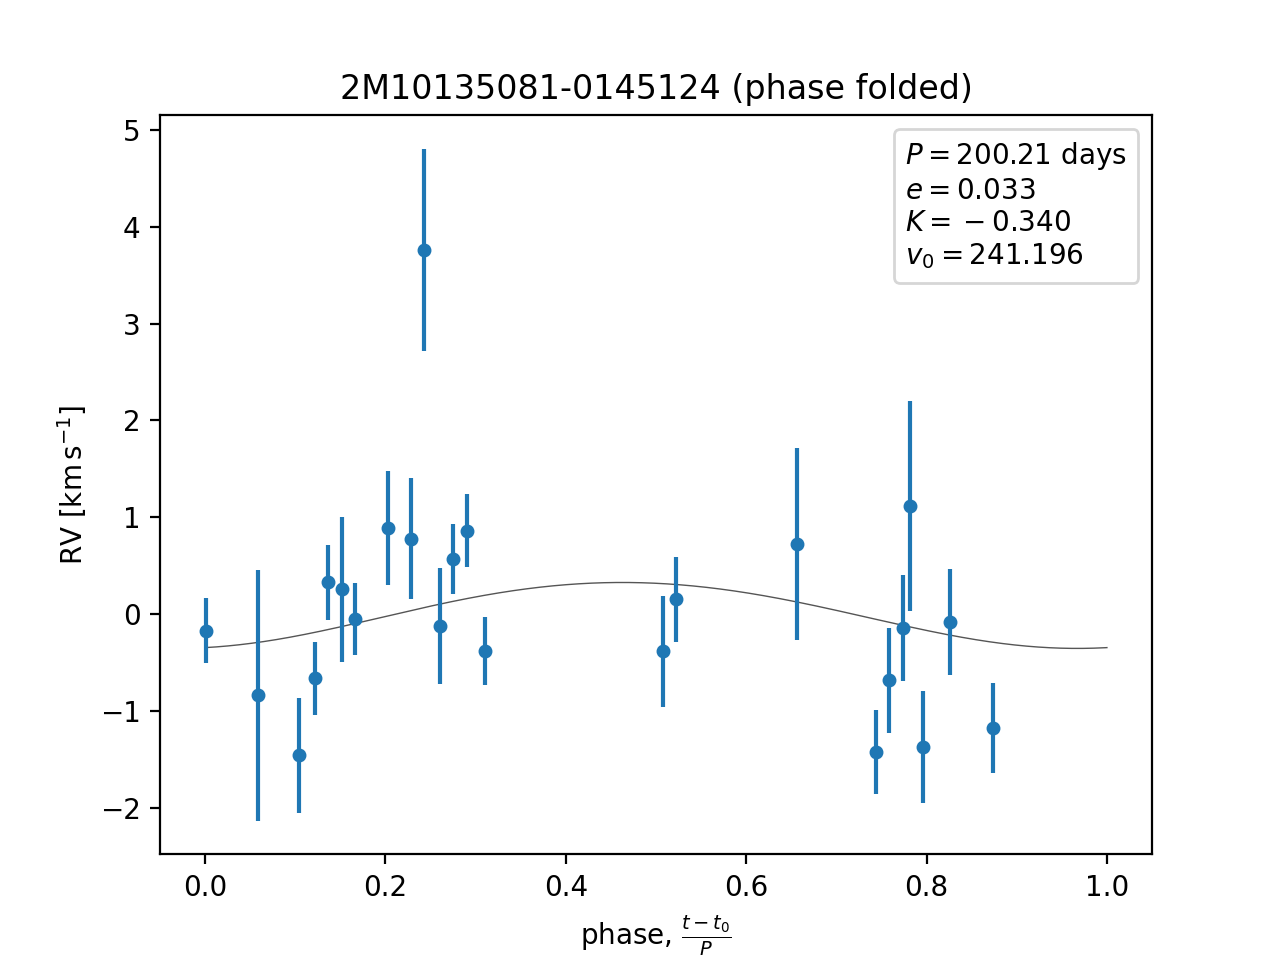 2M10135081-0145124 (phase folded)
P = 200.21 days
e = 0.033
K = −0.340
v₀ = 241.196
5
4
3
2
1
0
−1
−2
RV [km s⁻¹]
0.0 0.2 0.4 0.6 0.8 1.0
phase, (t − t₀)/P